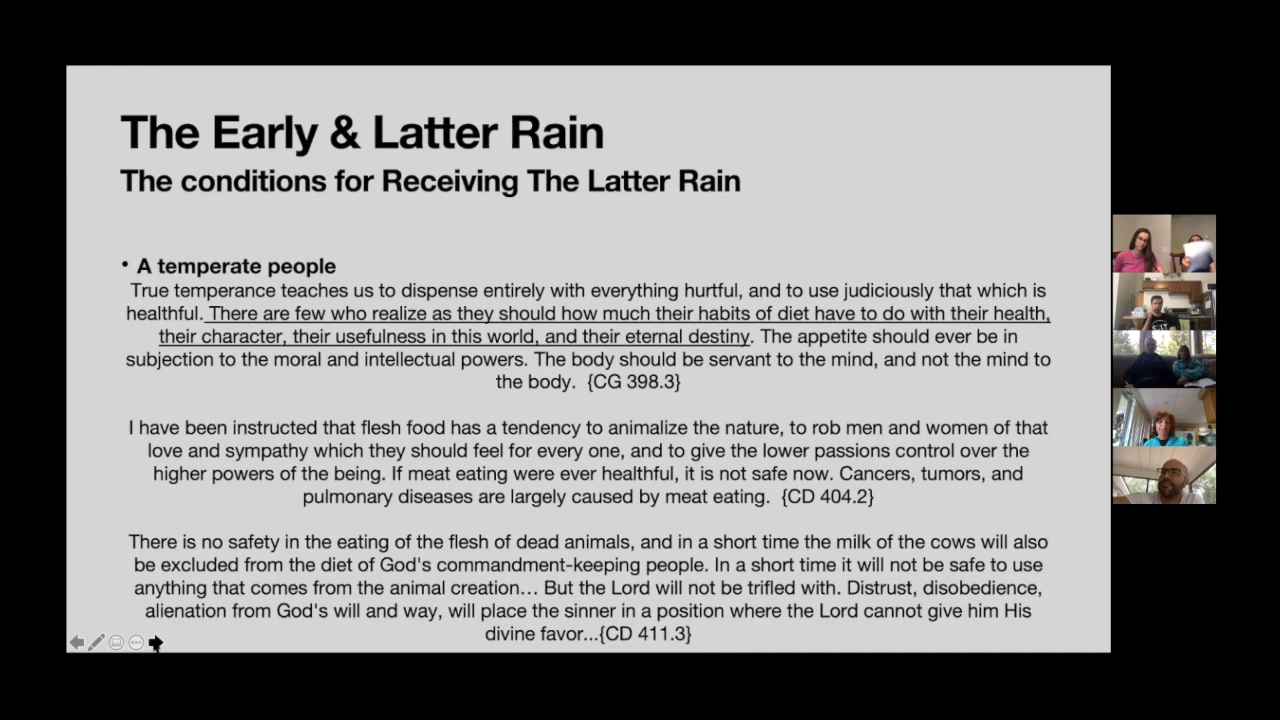 The Early & Latter Rain
The conditions for Receiving The Latter Rain
• A temperate people
True temperance teaches us to dispense entirely with everything hurtful, and to use judiciously that which is
healthful. There are few who realize as they should how much their habits of diet have to do with their health,
their character, their usefulness in this world, and their eternal destiny. The appetite should ever be in
subjection to the moral and intellectual powers. The body should be servant to the mind, and not the mind to
the body.  {CG 398.3}
I have been instructed that flesh food has a tendency to animalize the nature, to rob men and women of that
love and sympathy which they should feel for every one, and to give the lower passions control over the
higher powers of the being. If meat eating were ever healthful, it is not safe now. Cancers, tumors, and
pulmonary diseases are largely caused by meat eating.  {CD 404.2}
There is no safety in the eating of the flesh of dead animals, and in a short time the milk of the cows will also
be excluded from the diet of God's commandment-keeping people. In a short time it will not be safe to use
anything that comes from the animal creation… But the Lord will not be trifled with. Distrust, disobedience,
alienation from God's will and way, will place the sinner in a position where the Lord cannot give him His
divine favor...{CD 411.3}